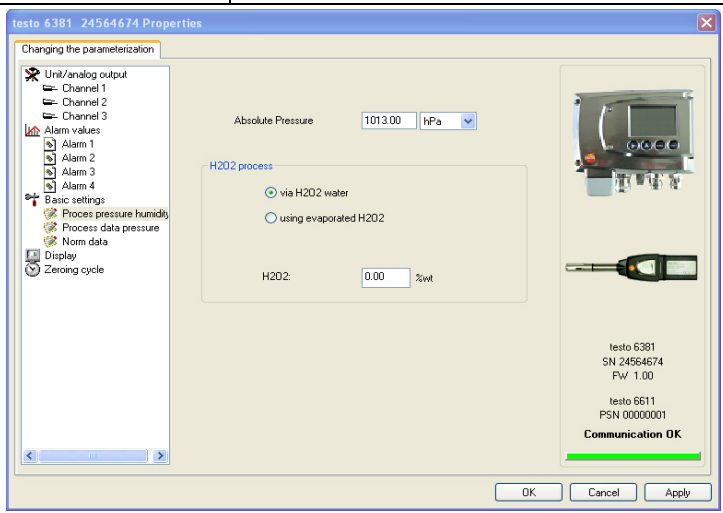 testo 6381 24564674 Properties
Changing the parameterization
Unit/analog output
Channel 1
Channel 2
Channel 3
Alarm values
Alarm 1
Alarm 2
Alarm 3
Alarm 4
Basic settings
Proces pressure humidity
Process data pressure
Norm data
Display
Zeroing cycle
Absolute Pressure 1013.00 hPa
H2O2 process
via H2O2 water
using evaporated H2O2
H2O2: 0.00 %wt
testo 6381
SN 24564674
FW 1.00
testo 6611
PSN 00000001
Communication OK
OK Cancel Apply